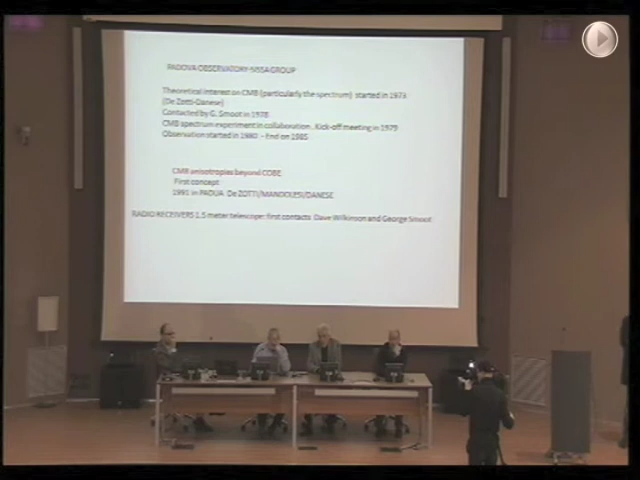 PADOVA OBSERVATORY-SISSA GROUP
Theoretical interest on CMB (particularly the spectrum) started in 1973
(De Zotti-Danese)
Contacted by G. Smoot in 1978
CMB spectrum experiment in collaboration. Kick-off meeting in 1979
Observation started in 1980 - End on 1985
CMB anisotropies beyond COBE
First concept
1991 in PADUA De ZOTTI/MANDOLESI/DANESE
RADIO RECEIVERS 1.5 meter telescope: first contacts Dave Wilkinson and George Smoot